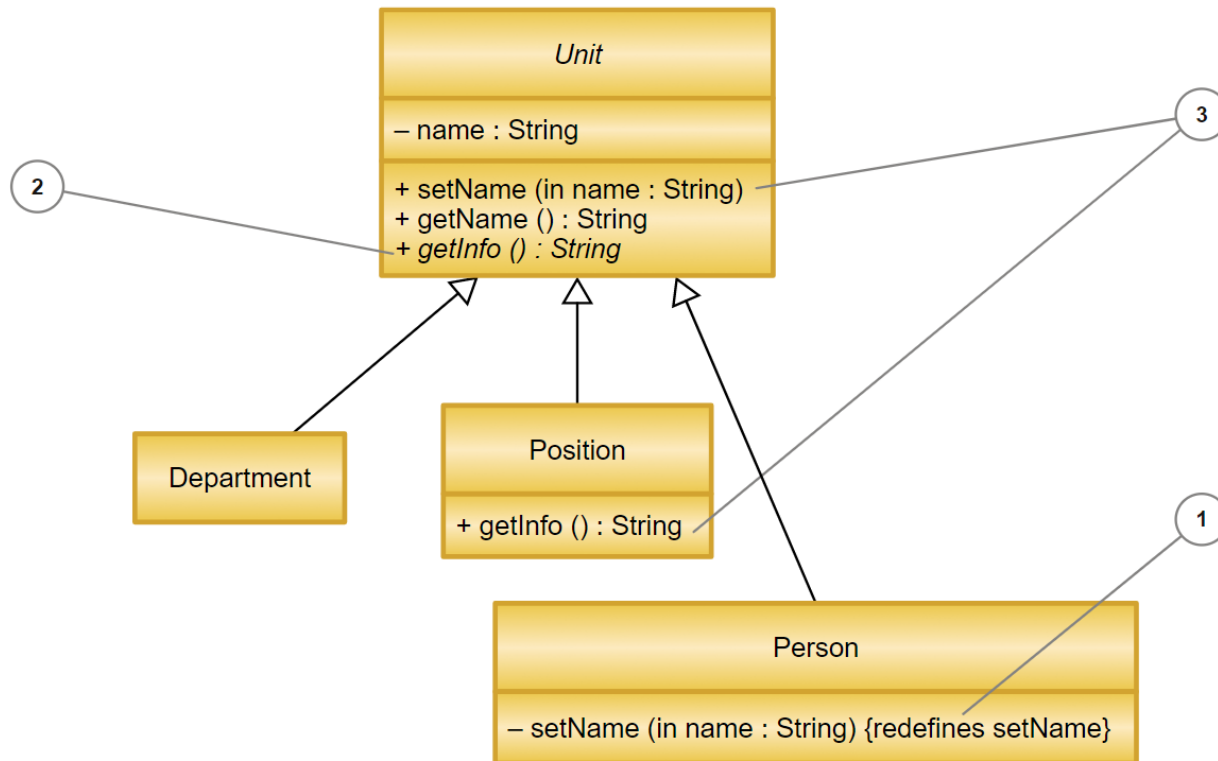 Unit
– name : String
3
2
+ setName (in name : String)
+ getName () : String
+ getInfo () : String
Department
Position
+ getInfo () : String
1
Person
– setName (in name : String) {redefines setName}